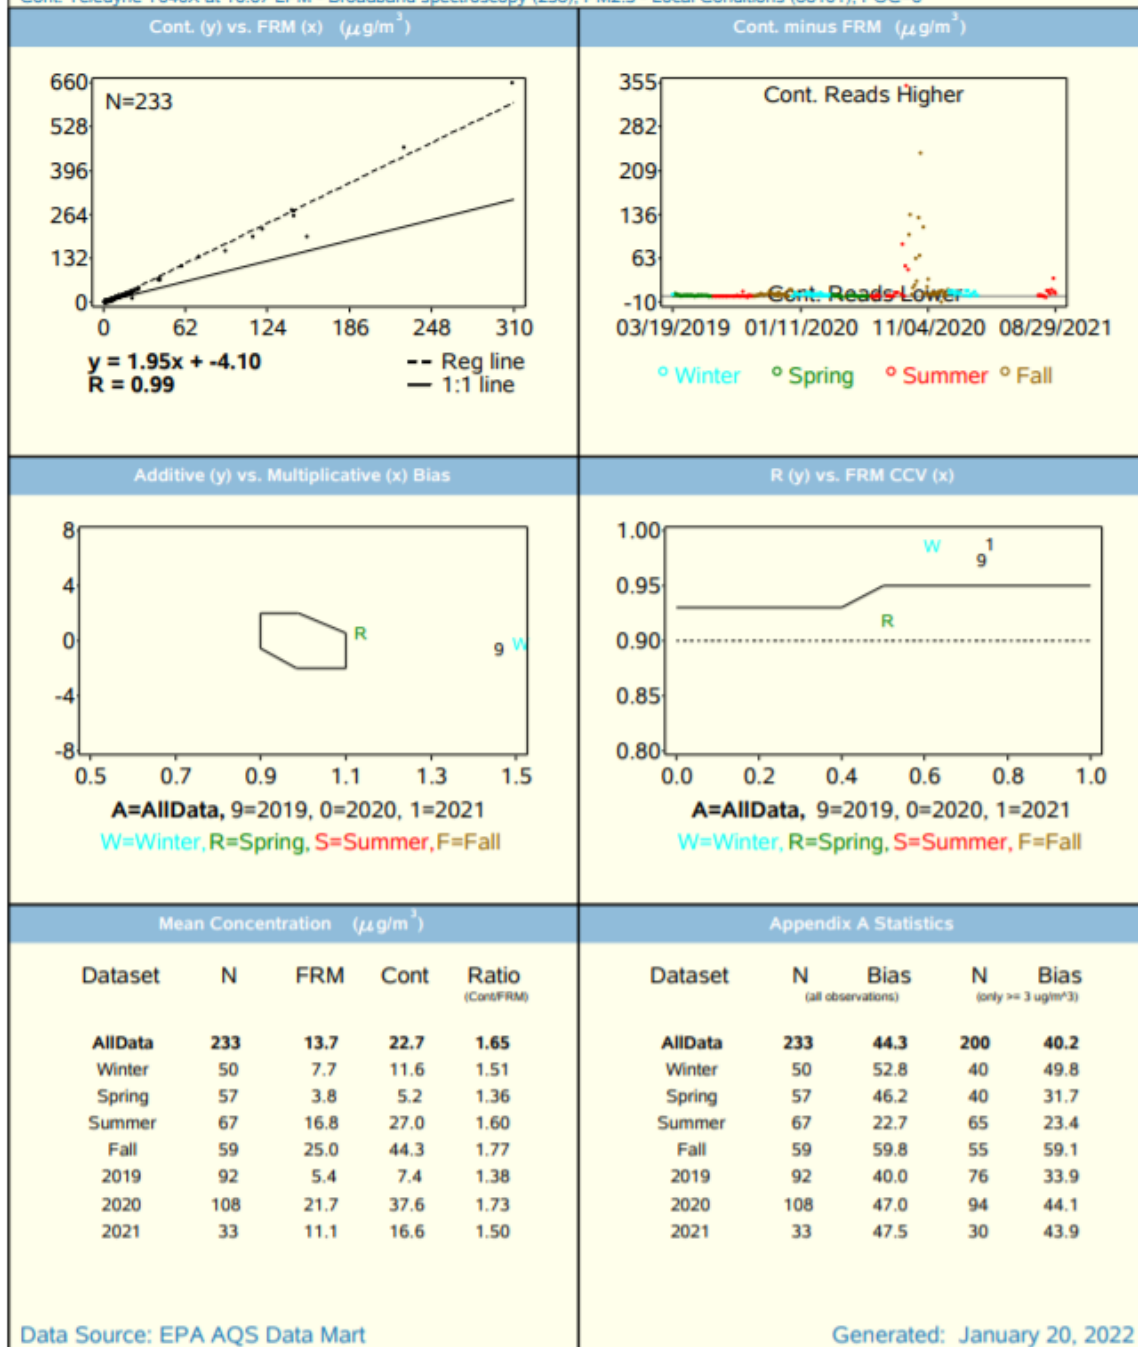 Cont. (y) vs. FRM (x) (μg/m³)
Cont. minus FRM (μg/m³)
660
528
396
264
132
0
N=233
0 62 124 186 248 310
y = 1.95x + -4.10
R = 0.99
-- Reg line
— 1:1 line
355
282
209
136
63
-10
Cont. Reads Higher
Cont. Reads Lower
03/19/2019 01/11/2020 11/04/2020 08/29/2021
Winter Spring Summer Fall
Additive (y) vs. Multiplicative (x) Bias
R (y) vs. FRM CCV (x)
8
4
0
-4
-8
R
9
W
0.5 0.7 0.9 1.1 1.3 1.5
A=AllData, 9=2019, 0=2020, 1=2021
W=Winter, R=Spring, S=Summer, F=Fall
1.00
0.95
0.90
0.85
0.80
W
1
9
R
0.0 0.2 0.4 0.6 0.8 1.0
A=AllData, 9=2019, 0=2020, 1=2021
W=Winter, R=Spring, S=Summer, F=Fall
Mean Concentration (μg/m³)
Dataset N FRM Cont Ratio
(Cont/FRM)
AllData 233 13.7 22.7 1.65
Winter 50 7.7 11.6 1.51
Spring 57 3.8 5.2 1.36
Summer 67 16.8 27.0 1.60
Fall 59 25.0 44.3 1.77
2019 92 5.4 7.4 1.38
2020 108 21.7 37.6 1.73
2021 33 11.1 16.6 1.50
Appendix A Statistics
Dataset N Bias N Bias
(all observations) (only >= 3 ug/m^3)
AllData 233 44.3 200 40.2
Winter 50 52.8 40 49.8
Spring 57 46.2 40 31.7
Summer 67 22.7 65 23.4
Fall 59 59.8 55 59.1
2019 92 40.0 76 33.9
2020 108 47.0 94 44.1
2021 33 47.5 30 43.9
Data Source: EPA AQS Data Mart
Generated: January 20, 2022